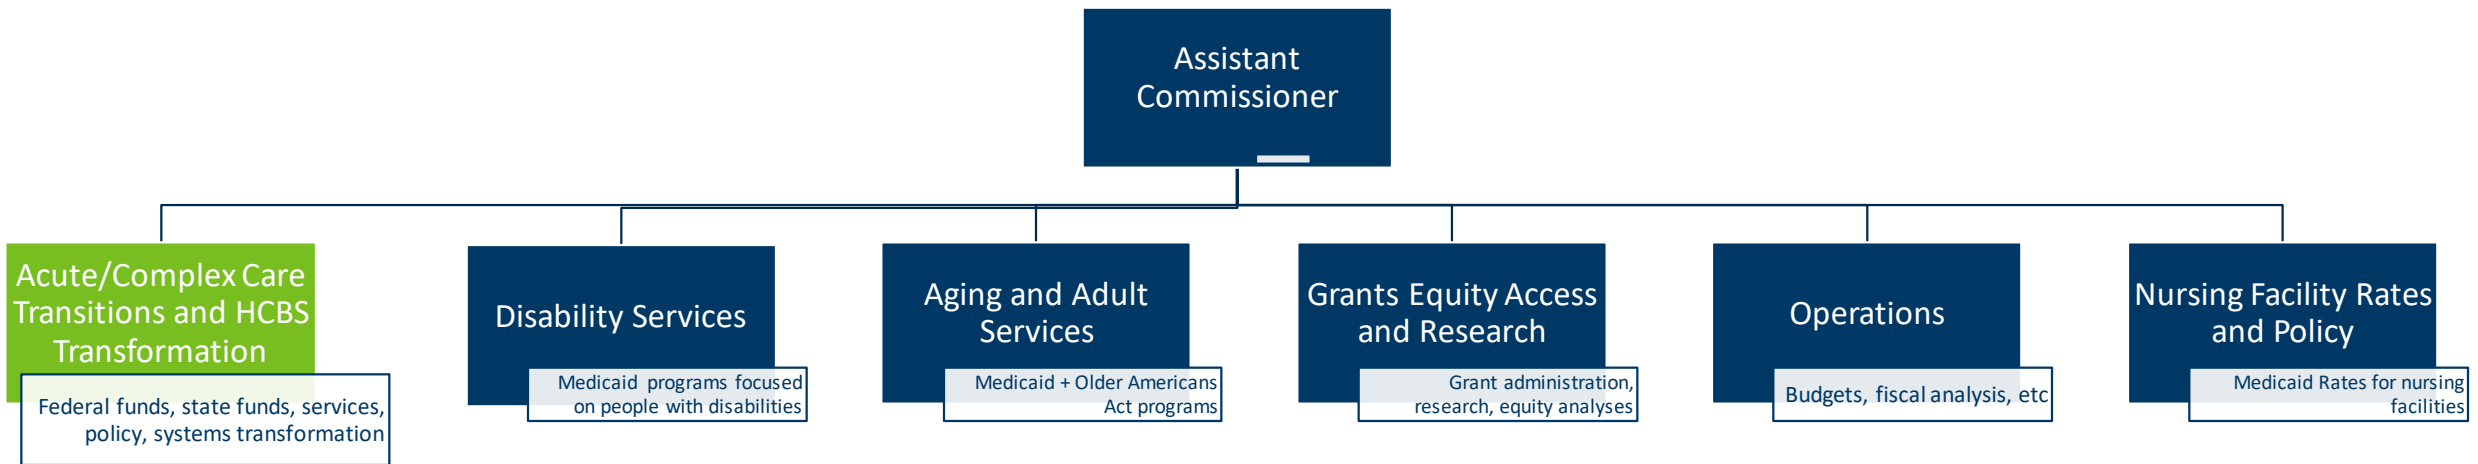 Assistant
Commissioner
Acute/Complex Care
Transitions and HCBS
Transformation
Federal funds, state funds, services,
policy, systems transformation
Disability Services
Medicaid programs focused
on people with disabilities
Aging and Adult
Services
Medicaid + Older Americans
Act programs
Grants Equity Access
and Research
Grant administration,
research, equity analyses
Operations
Budgets, fiscal analysis, etc
Nursing Facility Rates
and Policy
Medicaid Rates for nursing
facilities